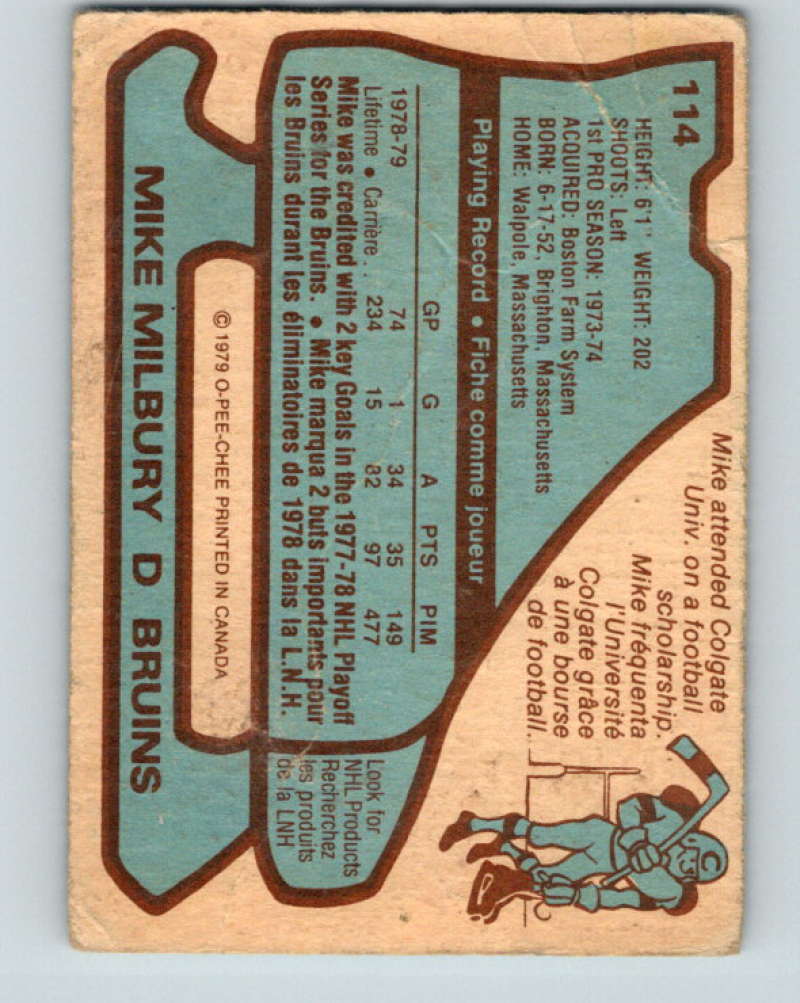 114
HEIGHT: 6'1" WEIGHT: 202
SHOOTS: Left
1st PRO SEASON: 1973-74
ACQUIRED: Boston Farm System
BORN: 6-17-52, Brighton, Massachusetts
HOME: Walpole, Massachusetts
Mike attended Colgate
Univ. on a football
scholarship.
Mike fréquenta
l'Université
Colgate grâce
à une bourse
de football.
Playing Record • Fiche comme joueur
GP G A PTS PIM
1978-79 74 1 34 35 149
Lifetime • Carrière . . 234 15 82 97 477
Mike was credited with 2 key Goals in the 1977-78 NHL Playoff
Series for the Bruins. • Mike marqua 2 buts importants pour
les Bruins durant les éliminatoires de 1978 dans la L.N.H.
Look for
NHL Products
Recherchez
les produits
de la LNH
C
© 1979 O-PEE-CHEE PRINTED IN CANADA
MIKE MILBURY D BRUINS